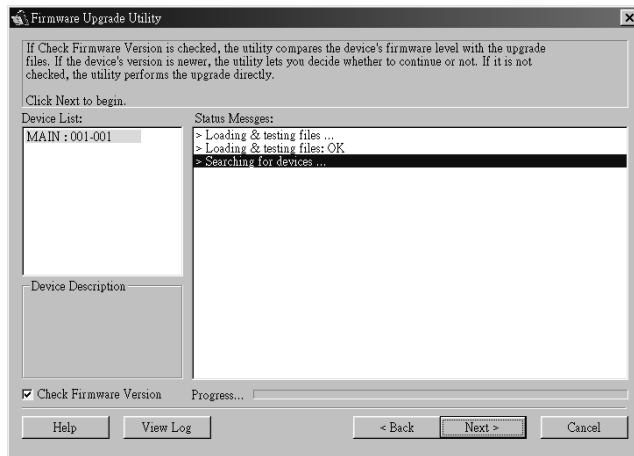 Firmware Upgrade Utility
If Check Firmware Version is checked, the utility compares the device's firmware level with the upgrade
files. If the device's version is newer, the utility lets you decide whether to continue or not. If it is not
checked, the utility performs the upgrade directly.
Click Next to begin.
Device List:
Status Messges:
MAIN : 001-001
> Loading & testing files ...
> Loading & testing files: OK
> Searching for devices ...
Device Description
Check Firmware Version
Progress...
Help
View Log
< Back
Next >
Cancel